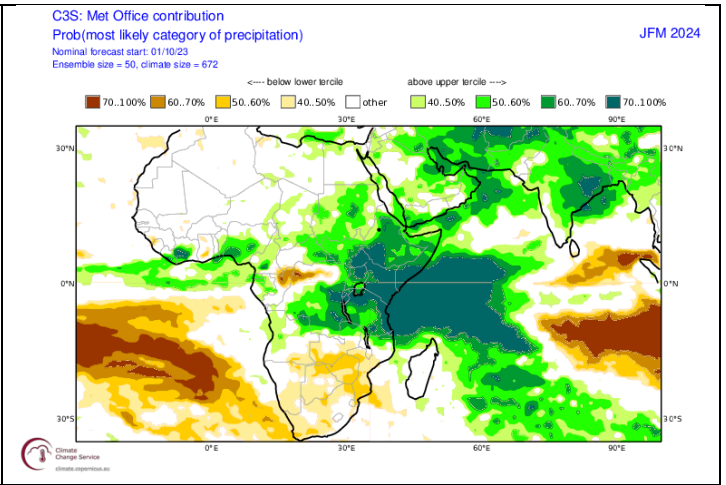 C3S: Met Office contribution
Prob(most likely category of precipitation)
JFM 2024
Nominal forecast start: 01/10/23
Ensemble size = 50, climate size = 672
<---- below lower tercile
above upper tercile ---->
70..100% 60..70% 50..60% 40..50% other 40..50% 50..60% 60..70% 70..100%
0°E 30°E 60°E 90°E
30°N 30°N
0°N 0°N
30°S 30°S
0°E 30°E 60°E 90°E
Climate
Change Service
climate.copernicus.eu